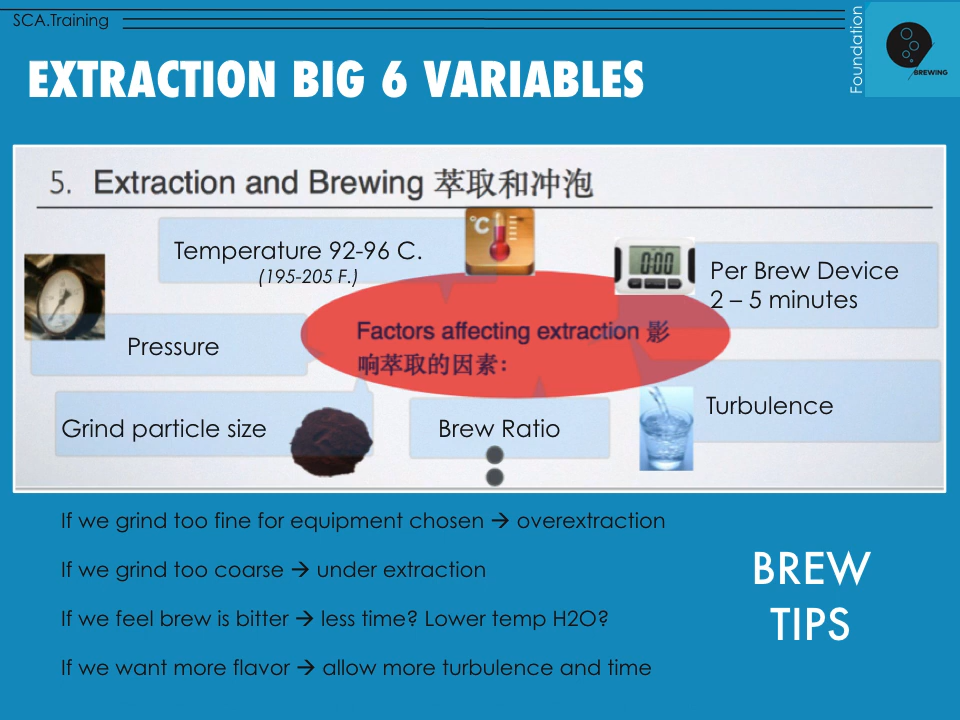 SCA.Training
Foundation
BREWING
EXTRACTION BIG 6 VARIABLES
5. Extraction and Brewing 萃取和冲泡
Temperature 92-96 C.
(195-205 F.)
°C
0:00
Per Brew Device
2 – 5 minutes
Pressure
Factors affecting extraction 影
响萃取的因素:
Grind particle size
Brew Ratio
Turbulence
If we grind too fine for equipment chosen → overextraction
If we grind too coarse → under extraction
If we feel brew is bitter → less time? Lower temp H2O?
If we want more flavor → allow more turbulence and time
BREW
TIPS